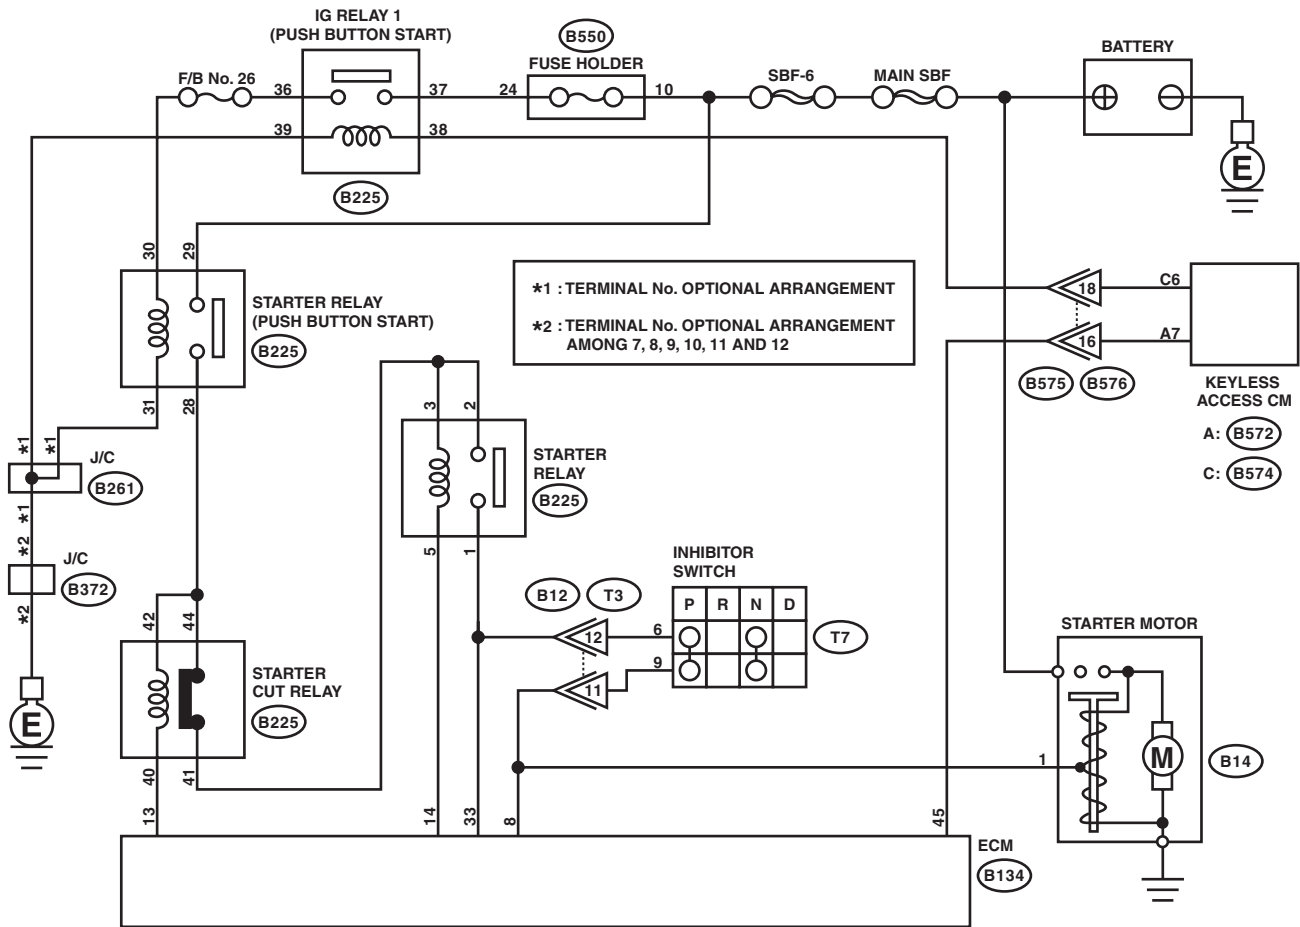 IG RELAY 1
(PUSH BUTTON START)
B550
FUSE HOLDER
BATTERY
F/B No. 26
36
37
24
10
SBF-6
MAIN SBF
39
38
B225
E
30
29
STARTER RELAY
(PUSH BUTTON START)
B225
31
28
*1 : TERMINAL No. OPTIONAL ARRANGEMENT
*2 : TERMINAL No. OPTIONAL ARRANGEMENT
AMONG 7, 8, 9, 10, 11 AND 12
18
C6
16
A7
B575
B576
KEYLESS
ACCESS CM
A: B572
C: B574
*1
*1
J/C
B261
*1
*2
J/C
B372
*2
E
3
2
STARTER
RELAY
B225
5
1
INHIBITOR
SWITCH
B12
T3
P R N D
12
6
T7
11
9
42
44
STARTER
CUT RELAY
B225
40
41
13
14
33
8
45
STARTER MOTOR
1
M
B14
ECM
B134